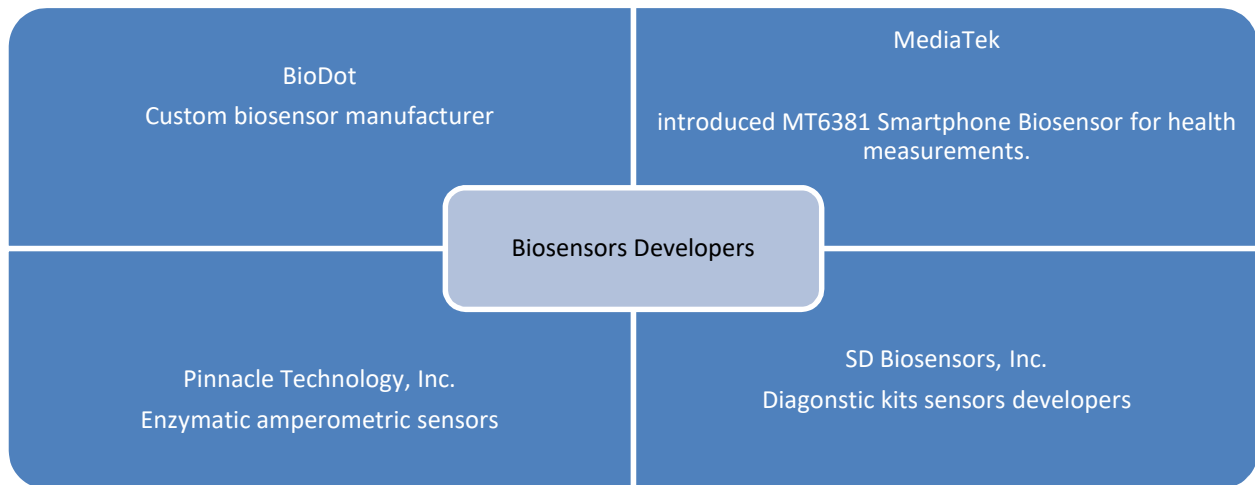 BioDot
Custom biosensor manufacturer
MediaTek
introduced MT6381 Smartphone Biosensor for health
measurements.
Biosensors Developers
Pinnacle Technology, Inc.
Enzymatic amperometric sensors
SD Biosensors, Inc.
Diagonstic kits sensors developers